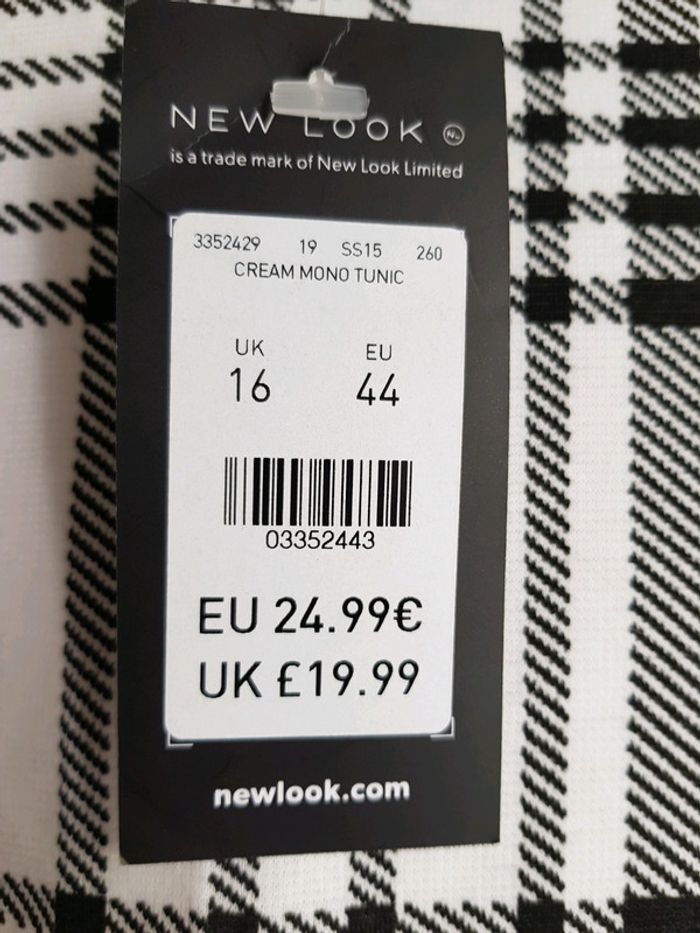 NEW LOOK NL
is a trade mark of New Look Limited
3352429 19 SS15 260
CREAM MONO TUNIC
UK EU
16 44
03352443
EU 24.99€
UK £19.99
newlook.com